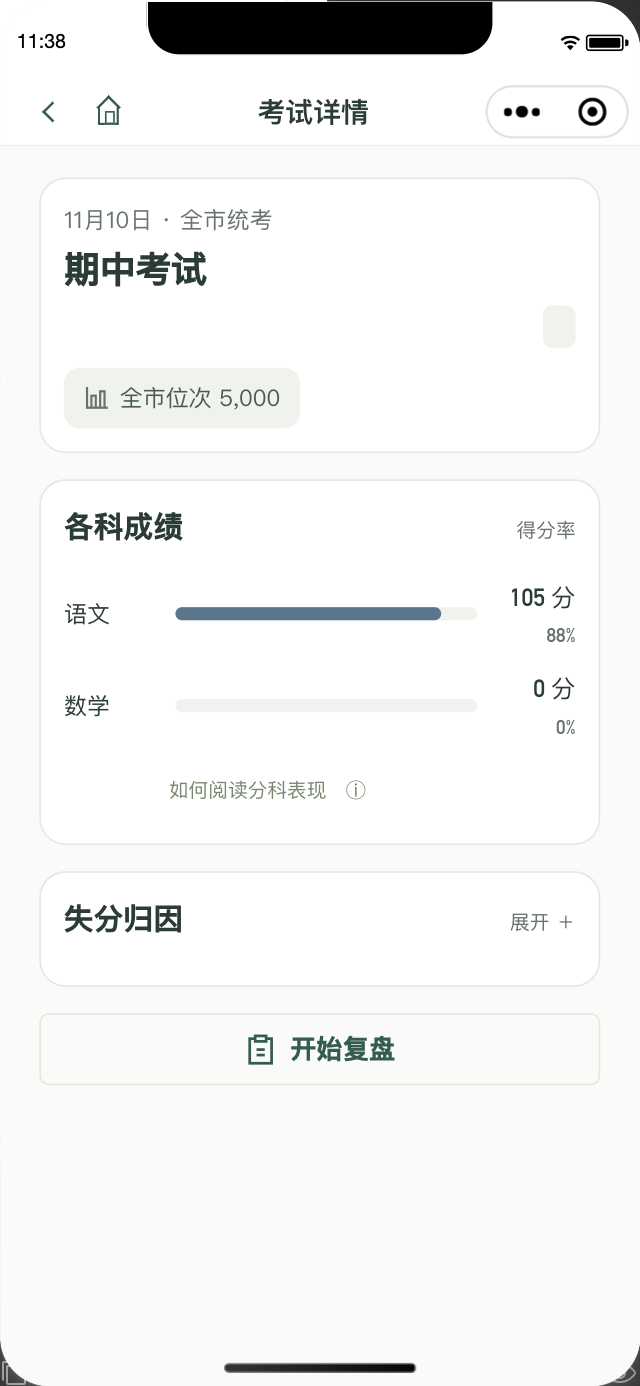 11:38
考试详情
11月10日 · 全市统考
期中考试
全市位次 5,000
各科成绩
得分率
语文
105 分
88%
数学
0 分
0%
如何阅读分科表现
失分归因
展开 +
开始复盘